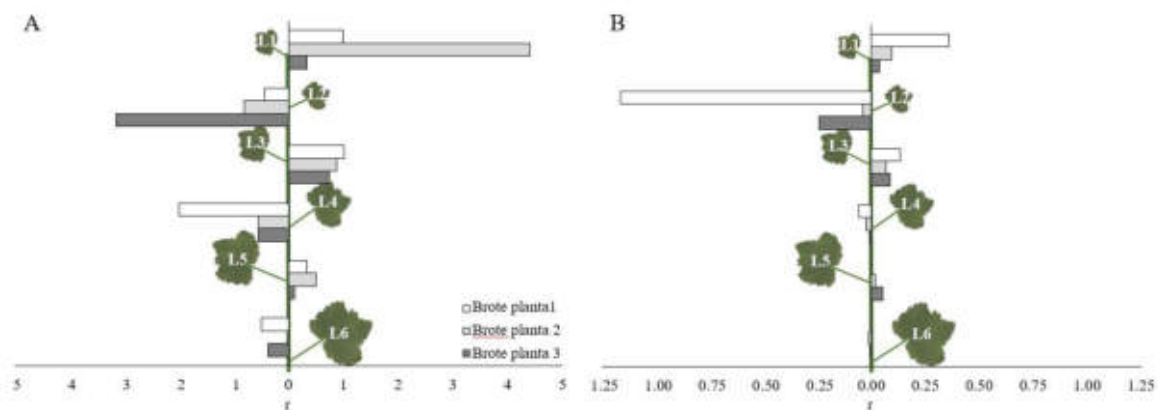 A
B
L1
L1
L2
L2
L3
L3
L4
L4
L5
L5
Brote planta1
Brote planta 2
Brote planta 3
L6
L6
5 4 3 2 1 0 1 2 3 4 5
1.25 1.00 0.75 0.50 0.25 0.00 0.25 0.50 0.75 1.00 1.25
r
r